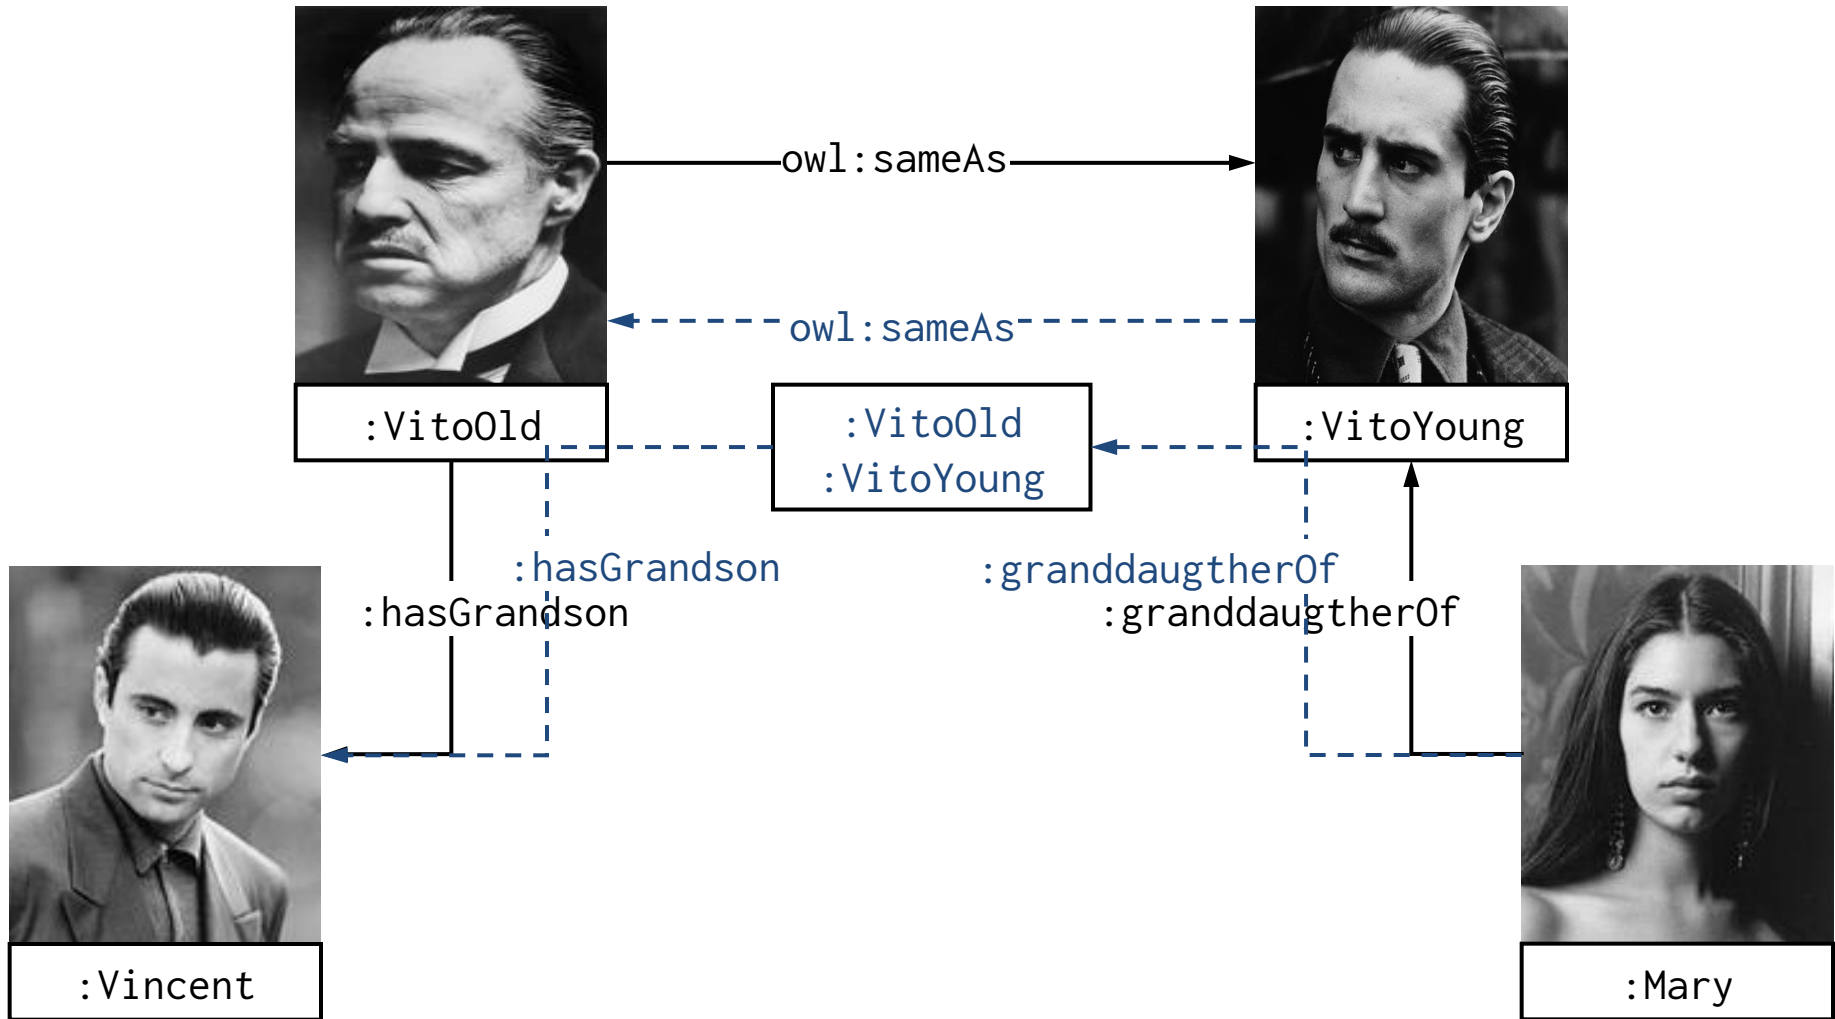 owl:sameAs
owl:sameAs
:VitoOld
:VitoOld
:VitoYoung
:VitoYoung
:hasGrandson
:granddaugtherOf
:hasGrandson
:granddaugtherOf
:Vincent
:Mary